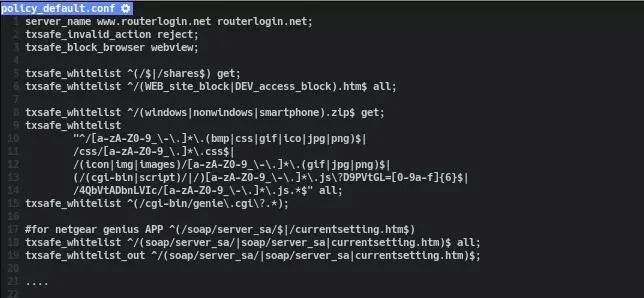 policy_default.conf
1 server_name www.routerlogin.net routerlogin.net;
2 txsafe_invalid_action reject;
3 txsafe_block_browser webview;
4
5 txsafe_whitelist ^(/$|/shares$) get;
6 txsafe_whitelist ^/(WEB_site_block|DEV_access_block).htm$ all;
7
8 txsafe_whitelist ^/(windows|nonwindows|smartphone).zip$ get;
9 txsafe_whitelist
10 "^/[a-zA-Z0-9_\-\.]*\.(bmp|css|gif|ico|jpg|png)$|
11 /css/[a-zA-Z0-9_\.]*\.css$|
12 /(icon|img|images)/[a-zA-Z0-9_\-\.]*\.(gif|jpg|png)$|
13 (/(cgi-bin|script)/|/)[a-zA-Z0-9_\-\.]*\.js\?D9PVtGL=[0-9a-f]{6}$|
14 /4QbVtADbnLVIc/[a-zA-Z0-9_\-\.]*\.js.*$" all;
15 txsafe_whitelist ^(/cgi-bin/genie\.cgi\?.*);
16
17 #for netgear genius APP ^(/soap/server_sa/$|/currentsetting.htm$)
18 txsafe_whitelist ^/(soap/server_sa/|soap/server_sa|currentsetting.htm)$ all;
19 txsafe_whitelist_out ^/(soap/server_sa/|soap/server_sa|currentsetting.htm)$;
20
21 ....
22